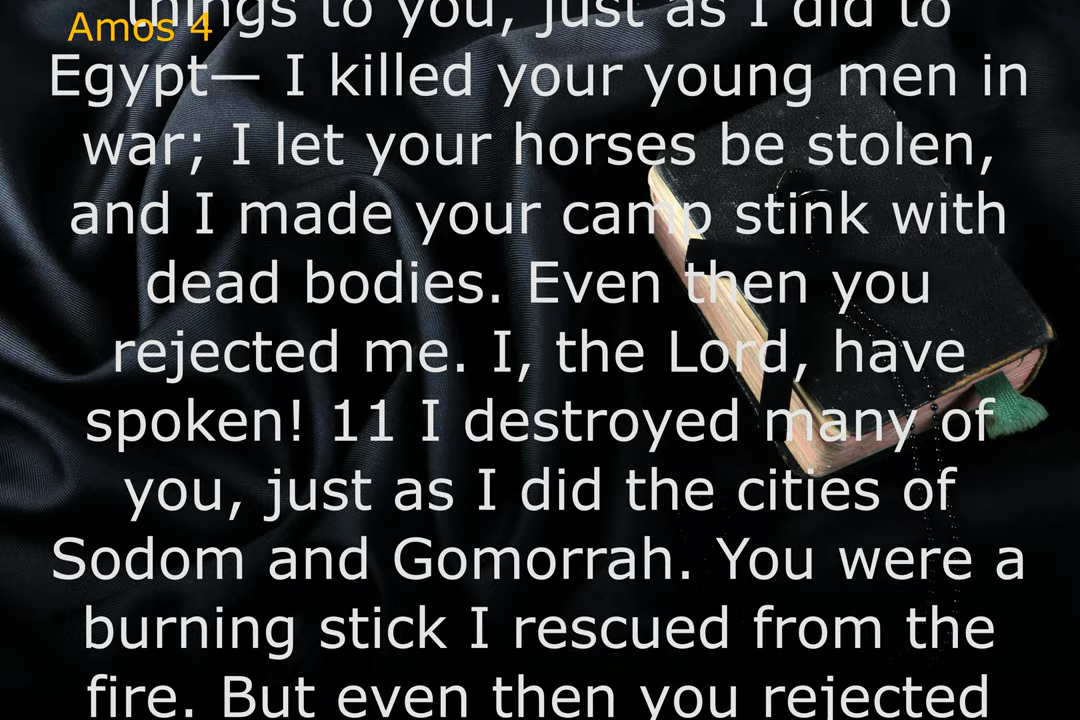 Amos 4
things to you, just as I did to
Egypt— I killed your young men in
war; I let your horses be stolen,
and I made your camp stink with
dead bodies. Even then you
rejected me. I, the Lord, have
spoken! 11 I destroyed many of
you, just as I did the cities of
Sodom and Gomorrah. You were a
burning stick I rescued from the
fire. But even then you rejected